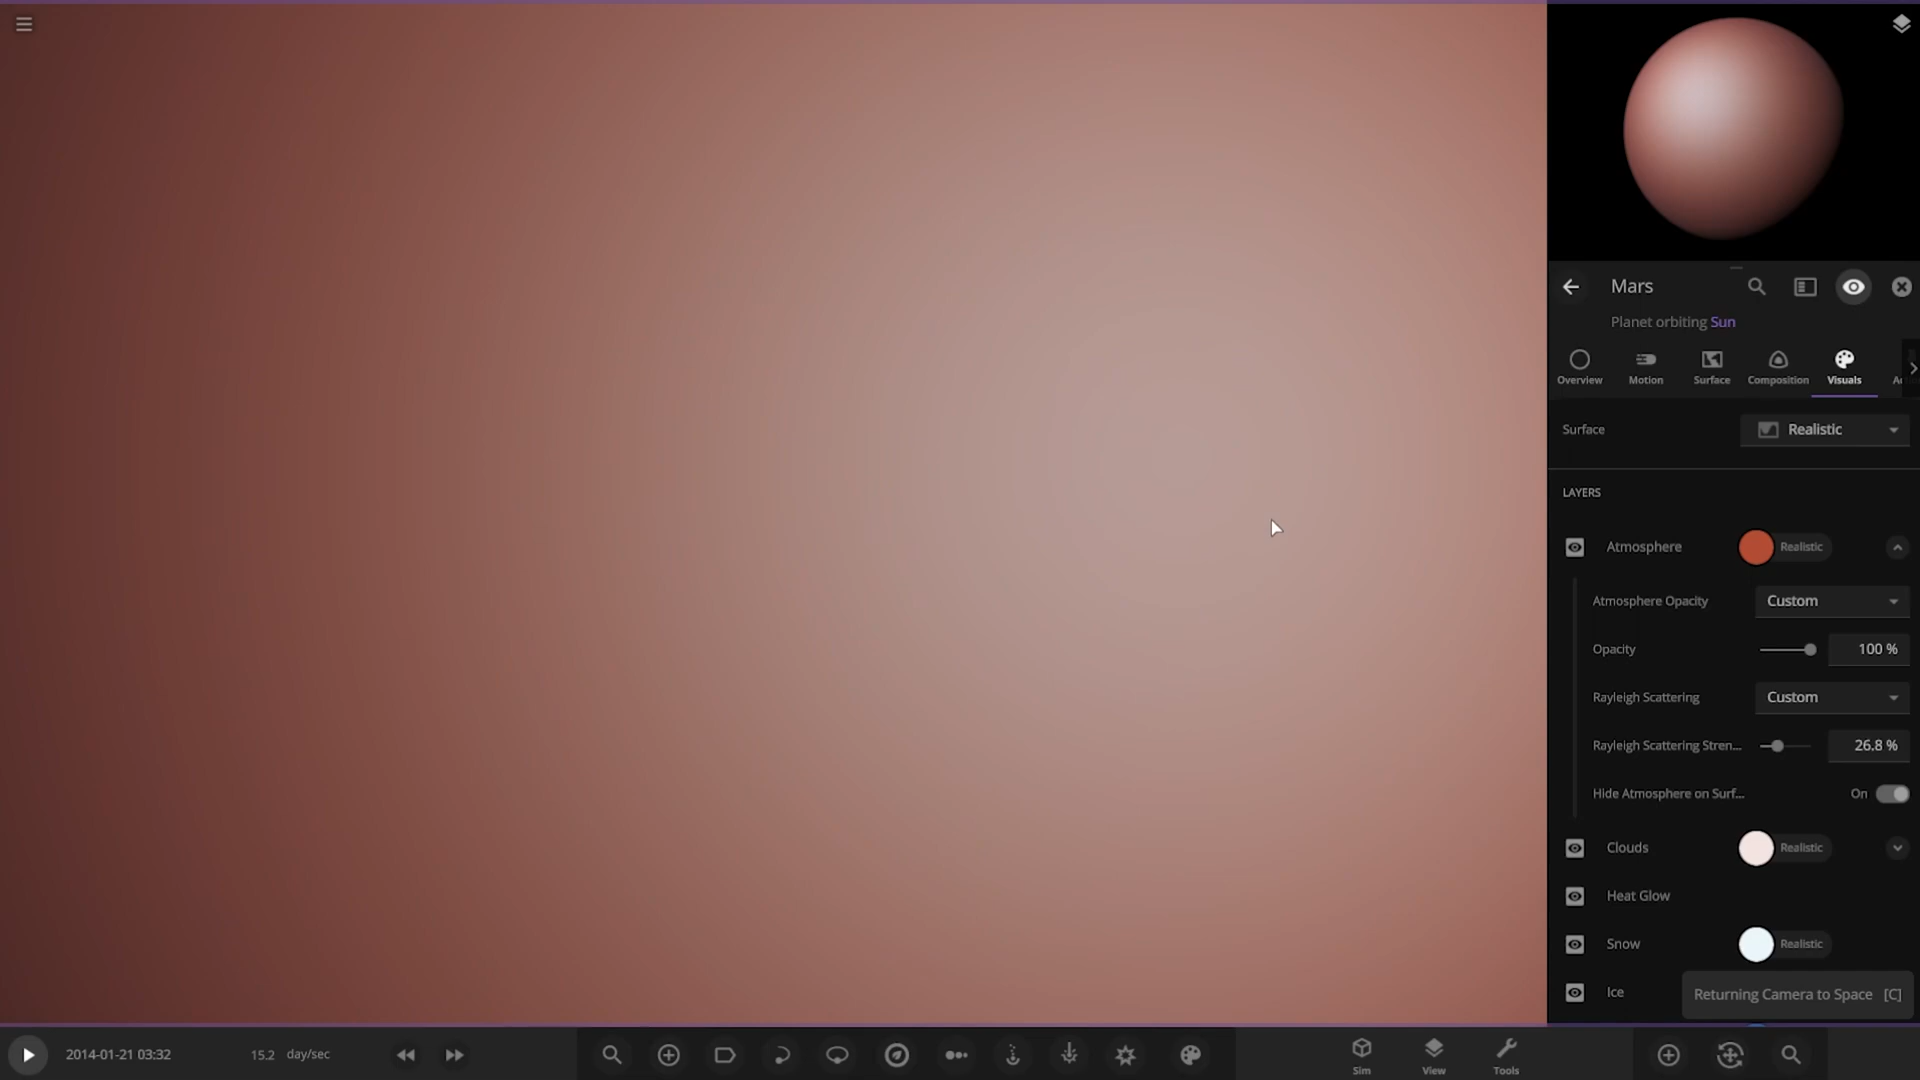 Mars
Planet orbiting Sun
Overview
Motion
Surface
Composition
Visuals
Surface
Realistic
LAYERS
Atmosphere
Realistic
Atmosphere Opacity
Custom
Opacity
100 %
Rayleigh Scattering
Custom
Rayleigh Scattering Stren...
26.8 %
Hide Atmosphere on Surf...
On
Clouds
Realistic
Heat Glow
Snow
Realistic
Ice
Returning Camera to Space [C]
2014-01-21 03:32
15.2 day/sec
Sim
View
Tools